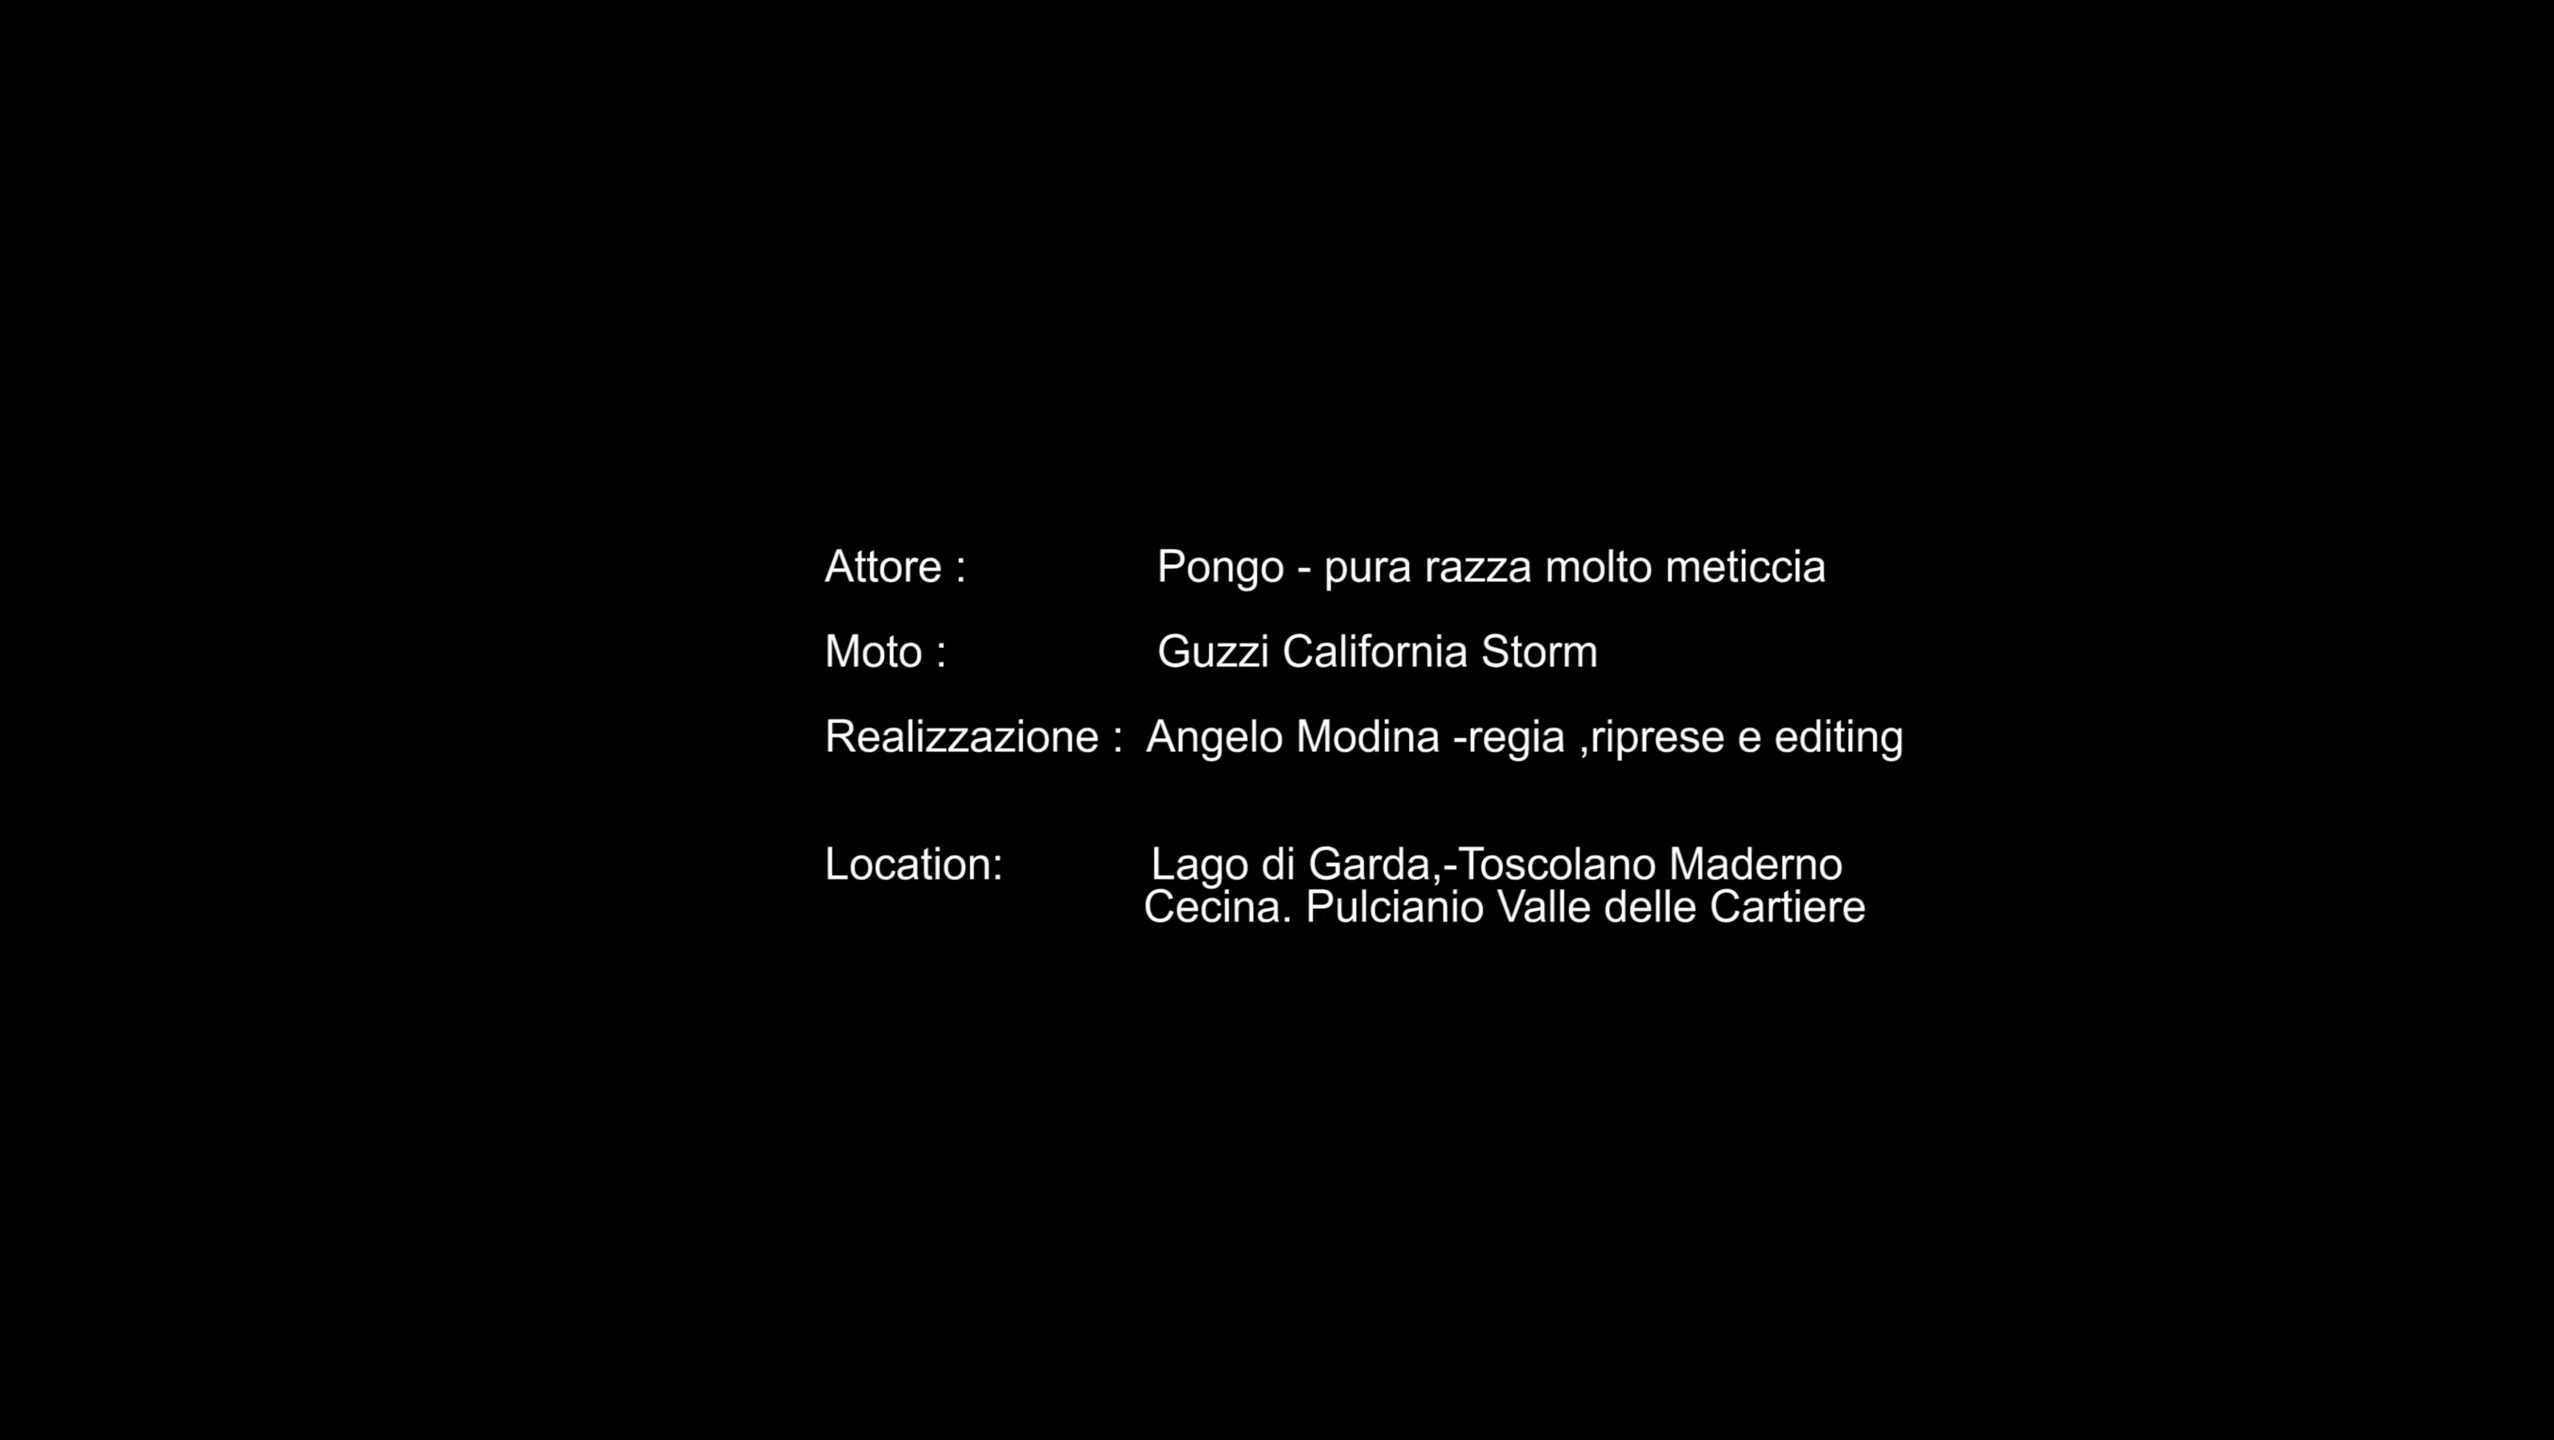 Attore : Pongo - pura razza molto meticcia
Moto : Guzzi California Storm
Realizzazione : Angelo Modina -regia ,riprese e editing
Location: Lago di Garda,-Toscolano Maderno
Cecina. Pulcianio Valle delle Cartiere